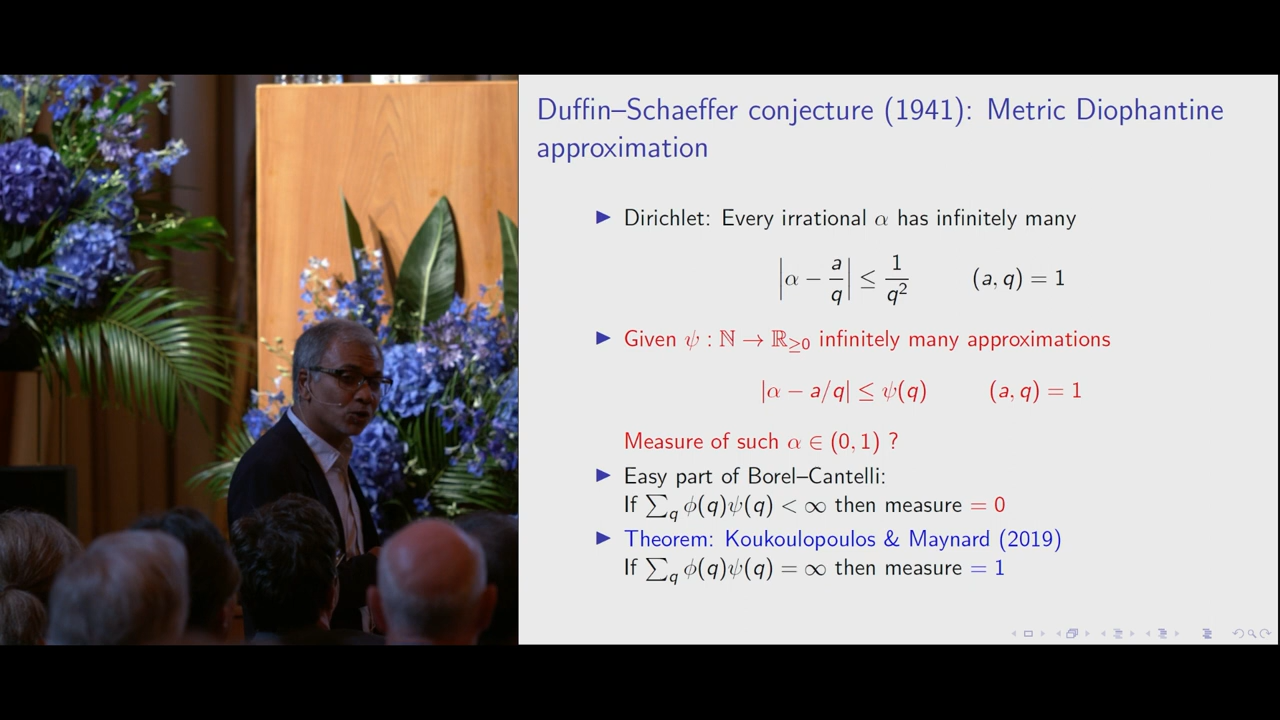 Duffin–Schaeffer conjecture (1941): Metric Diophantine
approximation
▶ Dirichlet: Every irrational α has infinitely many
|α − a/q| ≤ 1/q² (a, q) = 1
▶ Given ψ : ℕ → ℝ≥0 infinitely many approximations
|α − a/q| ≤ ψ(q) (a, q) = 1
Measure of such α ∈ (0, 1) ?
▶ Easy part of Borel–Cantelli:
If ∑q ϕ(q)ψ(q) < ∞ then measure = 0
▶ Theorem: Koukoulopoulos & Maynard (2019)
If ∑q ϕ(q)ψ(q) = ∞ then measure = 1